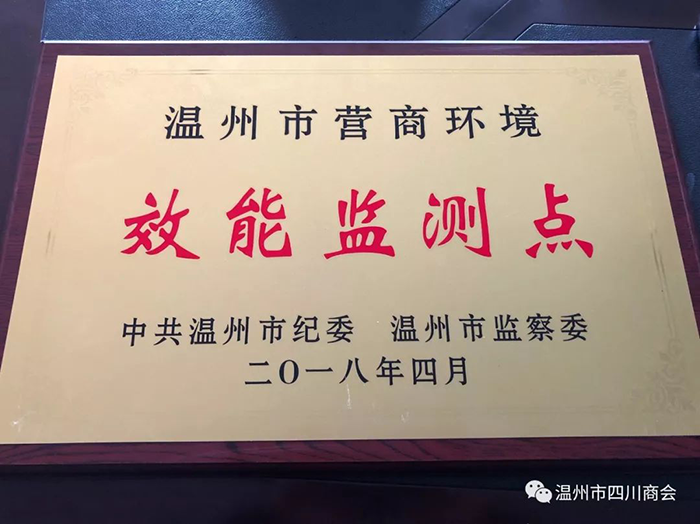 温州市营商环境
效能监测点
中共温州市纪委 温州市监察委
二〇一八年四月
温州市四川商会